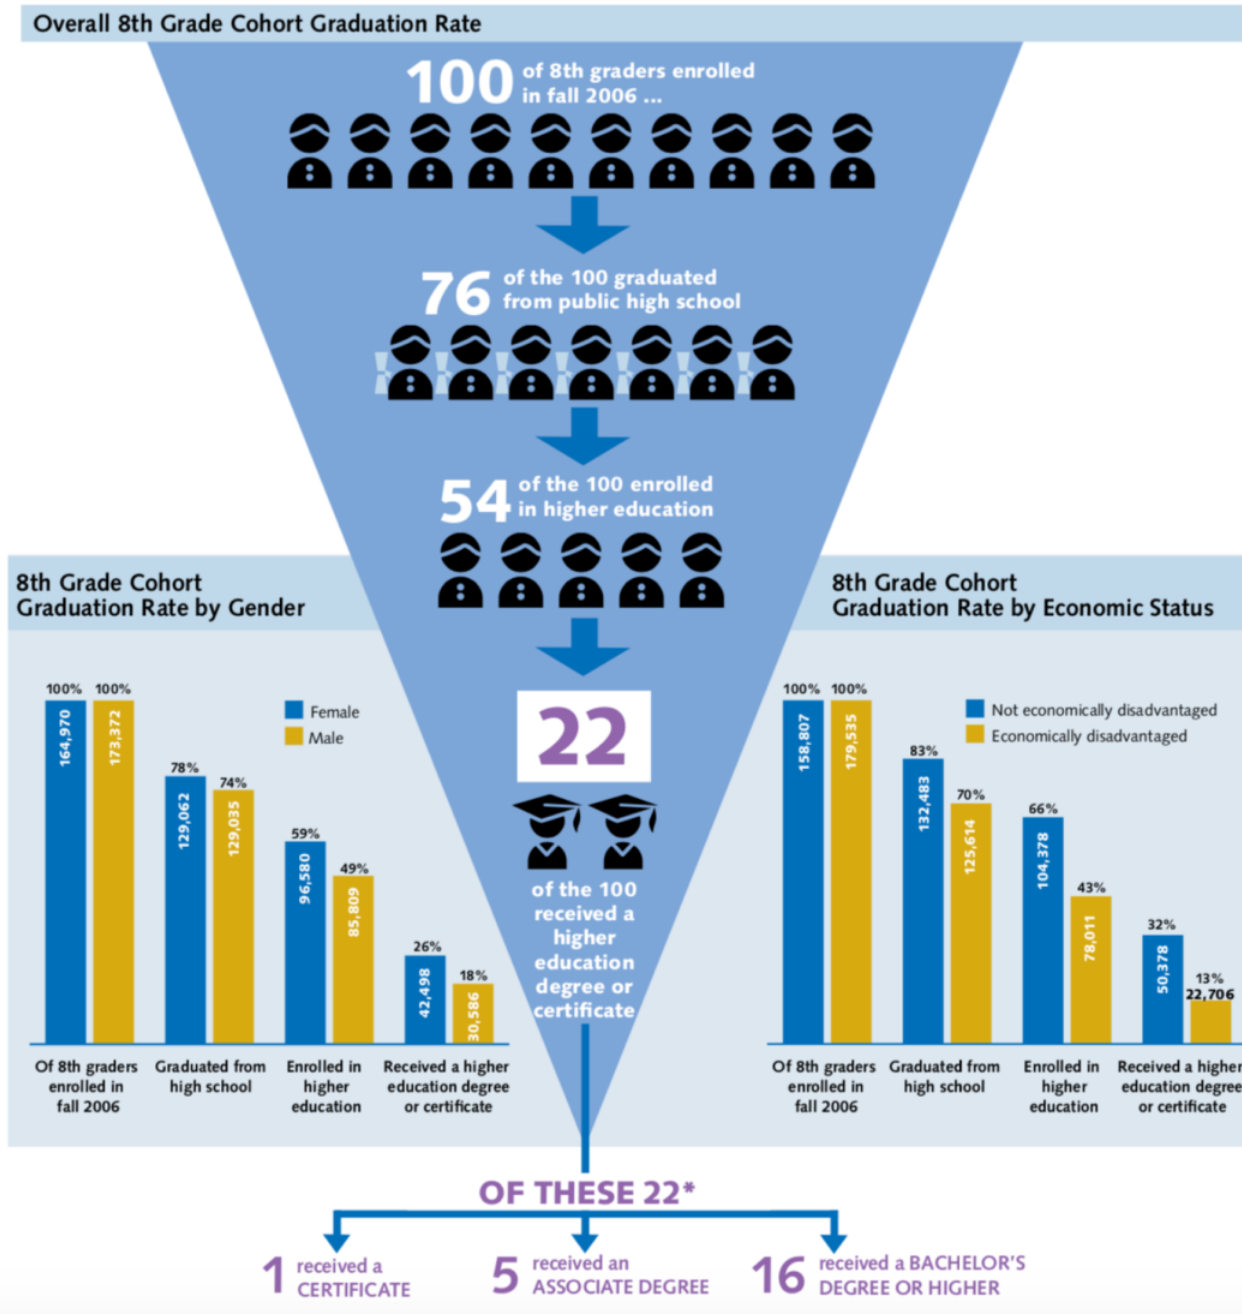 Overall 8th Grade Cohort Graduation Rate
100 of 8th graders enrolled
in fall 2006 ...
76 of the 100 graduated
from public high school
54 of the 100 enrolled
in higher education
22
of the 100
received a
higher
education
degree or
certificate
8th Grade Cohort
Graduation Rate by Gender
Female
Male
100% 100%
164,970 173,372
78% 74%
129,062 129,035
59% 49%
96,580 85,809
26% 18%
42,498 30,586
Of 8th graders
enrolled in
fall 2006
Graduated from
high school
Enrolled in
higher
education
Received a higher
education degree
or certificate
8th Grade Cohort
Graduation Rate by Economic Status
Not economically disadvantaged
Economically disadvantaged
100% 100%
158,807 179,535
83% 70%
132,483 125,614
66% 43%
104,378 78,011
32% 13%
50,378 22,706
Of 8th graders
enrolled in
fall 2006
Graduated from
high school
Enrolled in
higher
education
Received a higher
education degree
or certificate
OF THESE 22*
1 received a
CERTIFICATE
5 received an
ASSOCIATE DEGREE
16 received a BACHELOR'S
DEGREE OR HIGHER